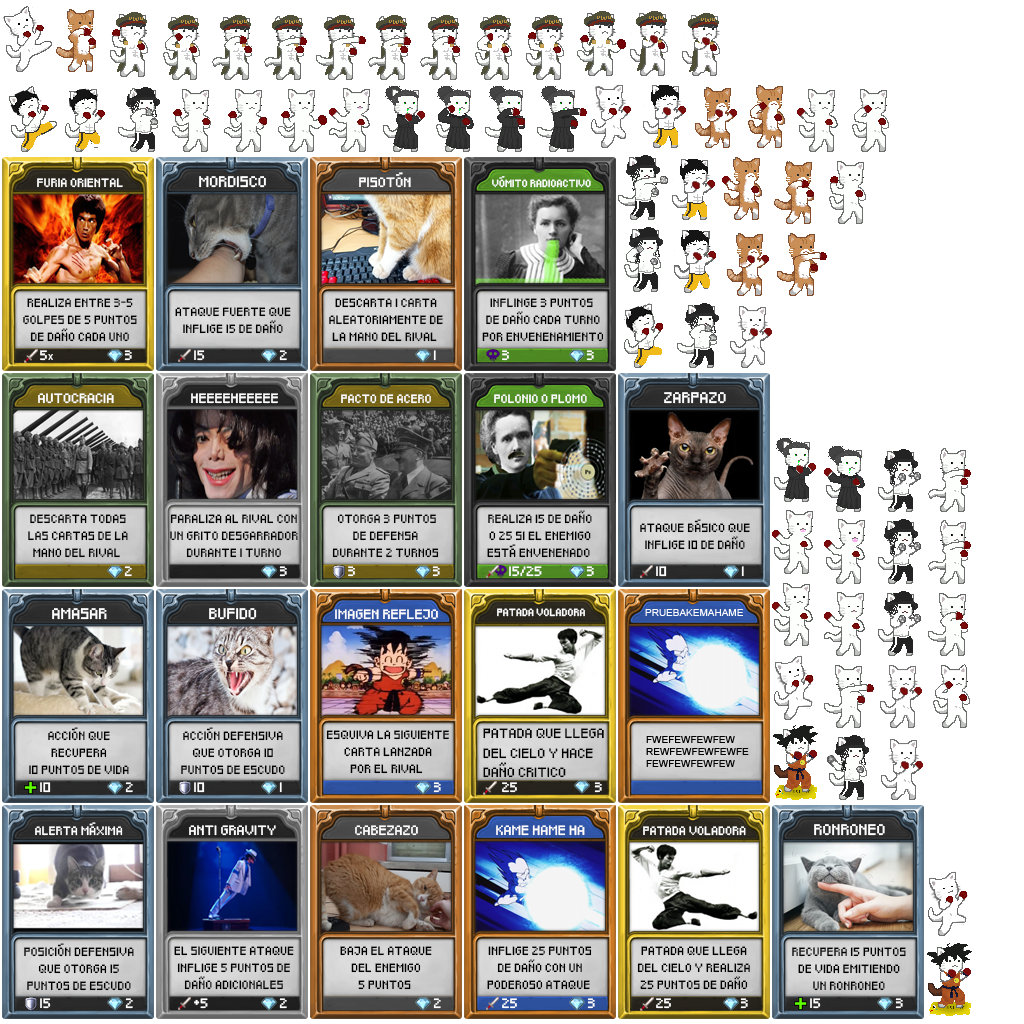 FURIA ORIENTAL
REALIZA ENTRE 3-5
GOLPES DE 5 PUNTOS
DE DAÑO CADA UNO
5x 3
MORDISCO
ATAQUE FUERTE QUE
INFLIGE 15 DE DAÑO
15 2
PISOTÓN
DESCARTA 1 CARTA
ALEATORIAMENTE DE
LA MANO DEL RIVAL
1
VÓMITO RADIOACTIVO
INFLINGE 3 PUNTOS
DE DAÑO CADA TURNO
POR ENVENENAMIENTO
3 3
AUTOCRACIA
DESCARTA TODAS
LAS CARTAS DE LA
MANO DEL RIVAL
2
HEEEEHEEEEE
PARALIZA AL RIVAL CON
UN GRITO DESGARRADOR
DURANTE 1 TURNO
3
PACTO DE ACERO
OTORGA 3 PUNTOS
DE DEFENSA
DURANTE 2 TURNOS
3 3
POLONIO O PLOMO
REALIZA 15 DE DAÑO
O 25 SI EL ENEMIGO
ESTÁ ENVENENADO
15/25 3
ZARPAZO
ATAQUE BÁSICO QUE
INFLIGE 10 DE DAÑO
10 1
AMASAR
ACCIÓN QUE
RECUPERA
10 PUNTOS DE VIDA
+10 2
BUFIDO
ACCIÓN DEFENSIVA
QUE OTORGA 10
PUNTOS DE ESCUDO
10 1
IMAGEN REFLEJO
ESQUIVA LA SIGUIENTE
CARTA LANZADA
POR EL RIVAL
3
PATADA VOLADORA
PATADA QUE LLEGA
DEL CIELO Y HACE
DAÑO CRITICO
25 3
PRUEBAKEMAHAME
FWEFEWFEWFEW
REWFEWFEWFEWFE
FEWFEWFEWFEW
ALERTA MÁXIMA
POSICIÓN DEFENSIVA
QUE OTORGA 15
PUNTOS DE ESCUDO
15 2
ANTI GRAVITY
EL SIGUIENTE ATAQUE
INFLIGE 5 PUNTOS DE
DAÑO ADICIONALES
+5 2
CABEZAZO
BAJA EL ATAQUE
DEL ENEMIGO
5 PUNTOS
2
KAME HAME HA
INFLIGE 25 PUNTOS
DE DAÑO CON UN
PODEROSO ATAQUE
25 3
PATADA VOLADORA
PATADA QUE LLEGA
DEL CIELO Y REALIZA
25 PUNTOS DE DAÑO
25 3
RONRONEO
RECUPERA 15 PUNTOS
DE VIDA EMITIENDO
UN RONRONEO
+15 3